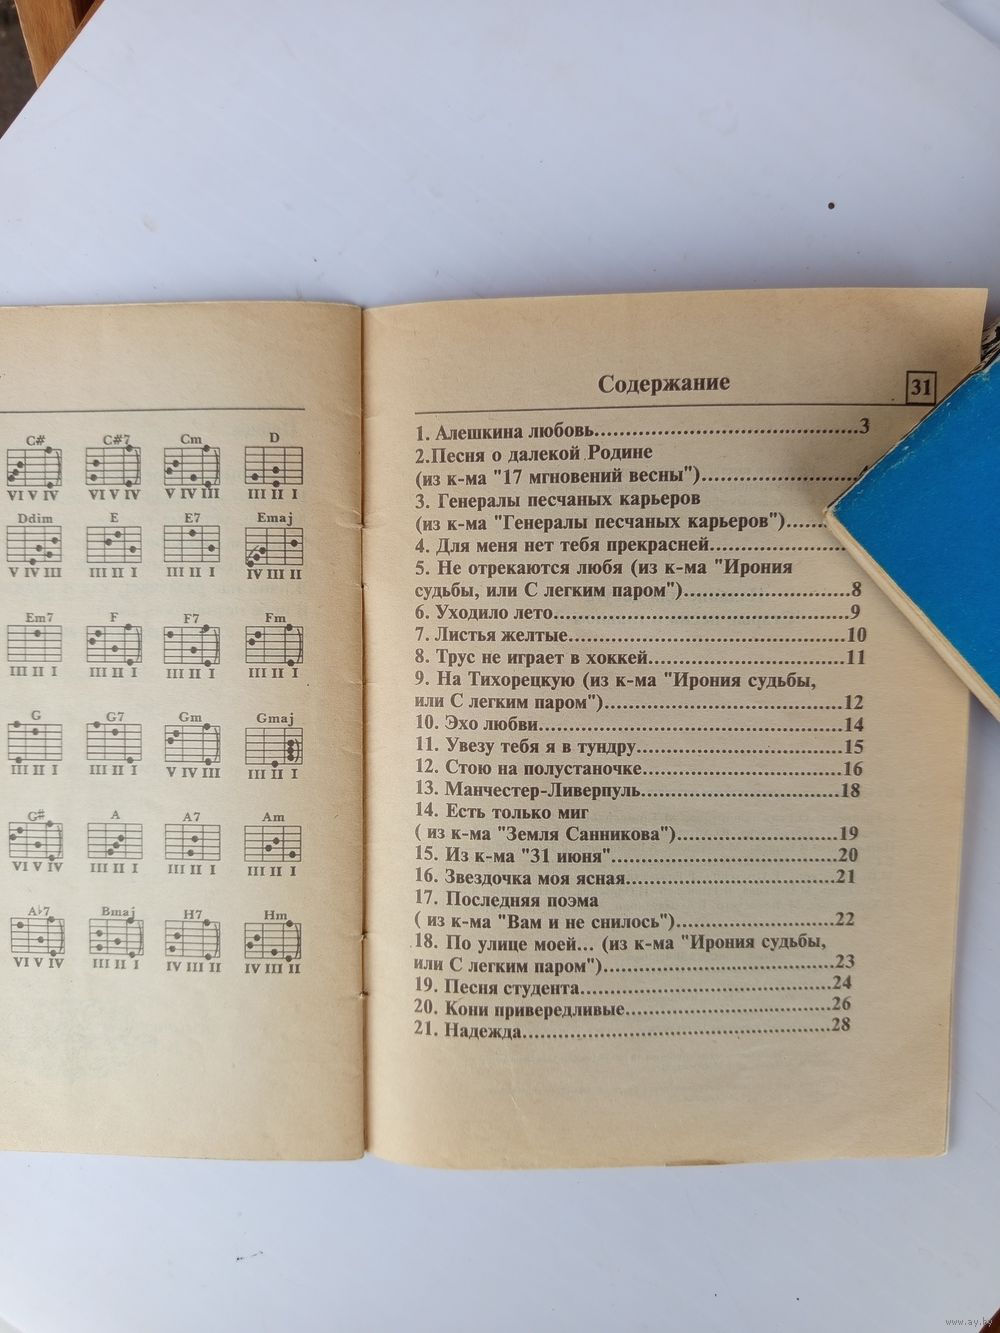 C# C#7 Cm D
VI V IV VI V IV V IV III III II I
Ddim E E7 Emaj
V IV III III II I III II I IV III II
Em7 F F7 Fm
III II I III II I III II I III II I
G G7 Gm Gmaj
III II I III II I V IV III III II I
G# A A7 Am
VI V IV III II I III II I III II I
A♭7 Bmaj H7 Hm
VI V IV III II I IV III II IV III II
Содержание 31
1. Алешкина любовь.......................................3
2.Песня о далекой Родине
(из к-ма "17 мгновений весны").......................
3. Генералы песчаных карьеров
(из к-ма "Генералы песчаных карьеров")......
4. Для меня нет тебя прекрасней....................
5. Не отрекаются любя (из к-ма "Ирония
судьбы, или С легким паром").........................8
6. Уходило лето............................................9
7. Листья желтые.........................................10
8. Трус не играет в хоккей.............................11
9. На Тихорецкую (из к-ма "Ирония судьбы,
или С легким паром")....................................12
10. Эхо любви.............................................14
11. Увезу тебя я в тундру...............................15
12. Стою на полустаночке..............................16
13. Манчестер-Ливерпуль..............................18
14. Есть только миг
( из к-ма "Земля Санникова").........................19
15. Из к-ма "31 июня"...................................20
16. Звездочка моя ясная................................21
17. Последняя поэма
( из к-ма "Вам и не снилось").........................22
18. По улице моей... (из к-ма "Ирония судьбы,
или С легким паром")...................................23
19. Песня студента.......................................24
20. Кони привередливые................................26
21. Надежда...............................................28
www.ay.by